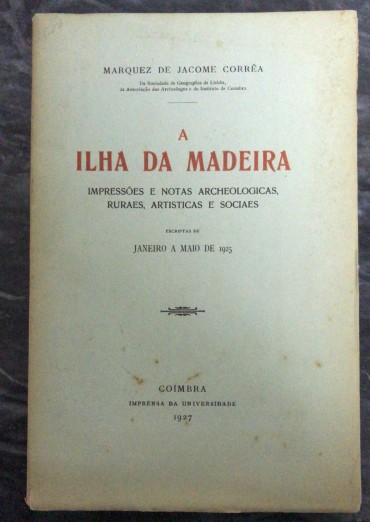 MARQUEZ DE JACOME CORRÊA
Da Sociedade de Geographia de Lisboa,
da Associação dos Archeologos e do Instituto de Coimbra
A
ILHA DA MADEIRA
IMPRESSÕES E NOTAS ARCHEOLOGICAS,
RURAES, ARTISTICAS E SOCIAES
ESCRIPTAS DE
JANEIRO A MAIO DE 1925
COÍMBRA
IMPRENSA DA UNIVERSIDADE
1927